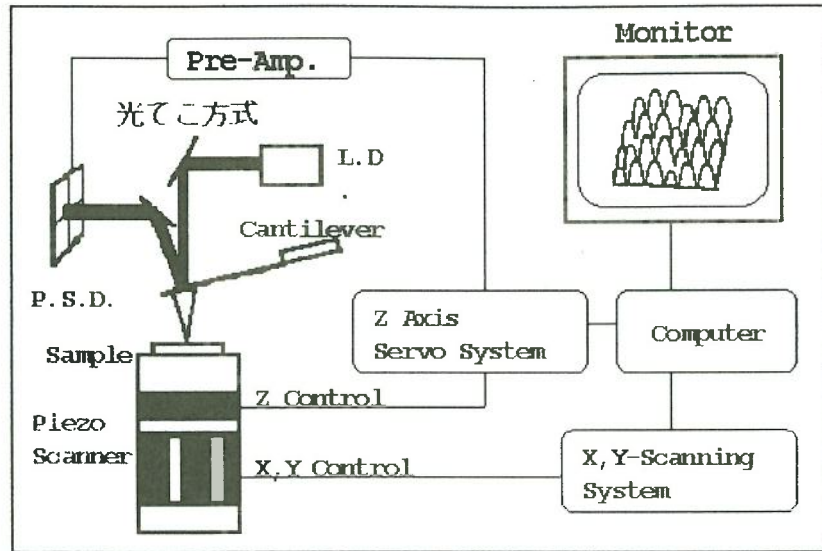 Monitor
Pre-Amp.
光てこ方式
L.D
Cantilever
P.S.D.
Z Axis
Servo System
Computer
Sample
Z Control
Piezo
Scanner
X,Y Control
X,Y-Scanning
System